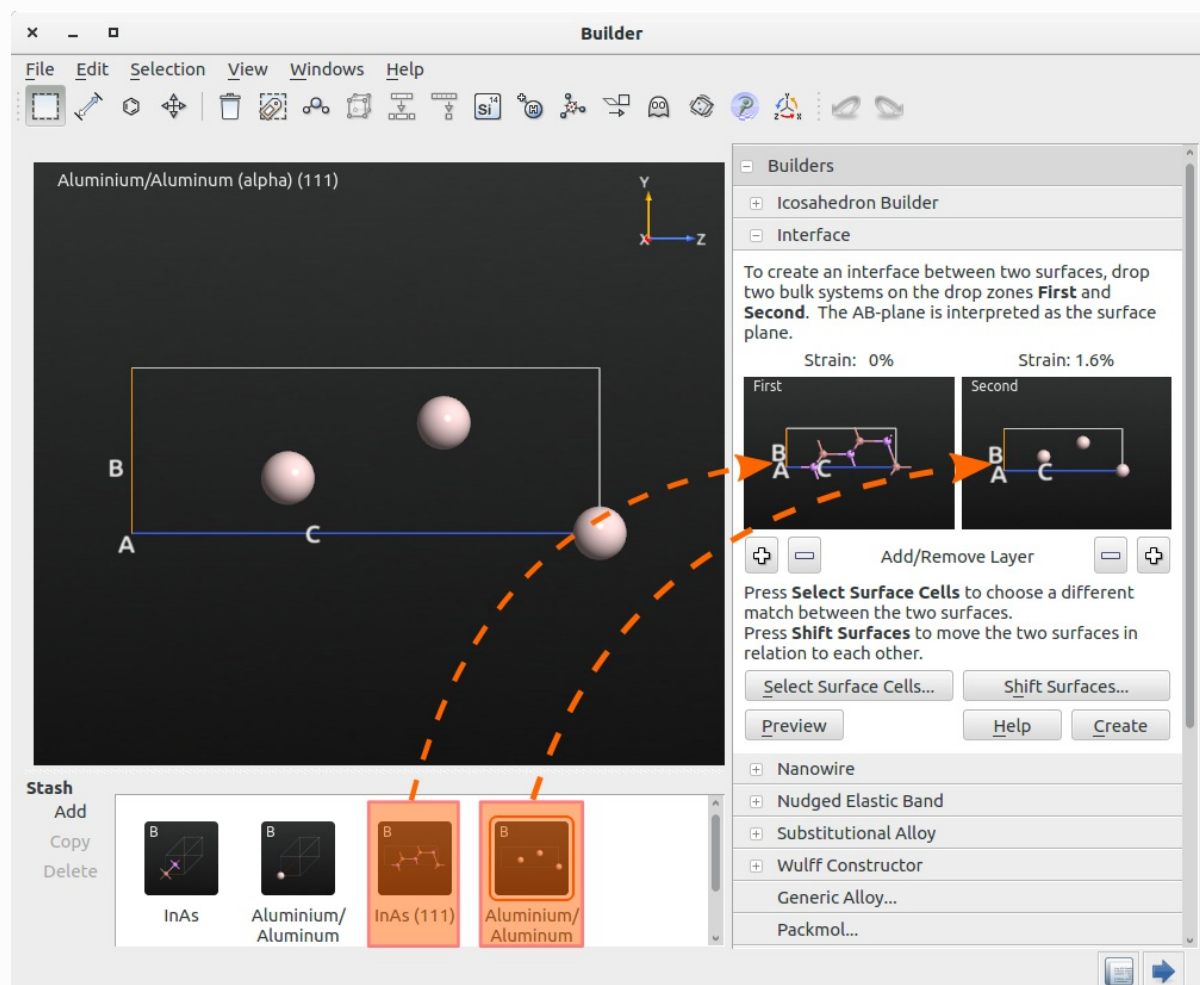 Builder
File Edit Selection View Windows Help
Si 14
z x
Aluminium/Aluminum (alpha) (111)
Y
X Z
B
A
C
Builders
Icosahedron Builder
Interface
To create an interface between two surfaces, drop
two bulk systems on the drop zones First and
Second. The AB-plane is interpreted as the surface
plane.
Strain: 0% Strain: 1.6%
First Second
B B
A C A C
Add/Remove Layer
Press Select Surface Cells to choose a different
match between the two surfaces.
Press Shift Surfaces to move the two surfaces in
relation to each other.
Select Surface Cells... Shift Surfaces...
Preview Help Create
Nanowire
Nudged Elastic Band
Substitutional Alloy
Wulff Constructor
Generic Alloy...
Packmol...
Stash
Add
Copy
Delete
B B B B
InAs Aluminium/ InAs (111) Aluminium/
Aluminum Aluminum